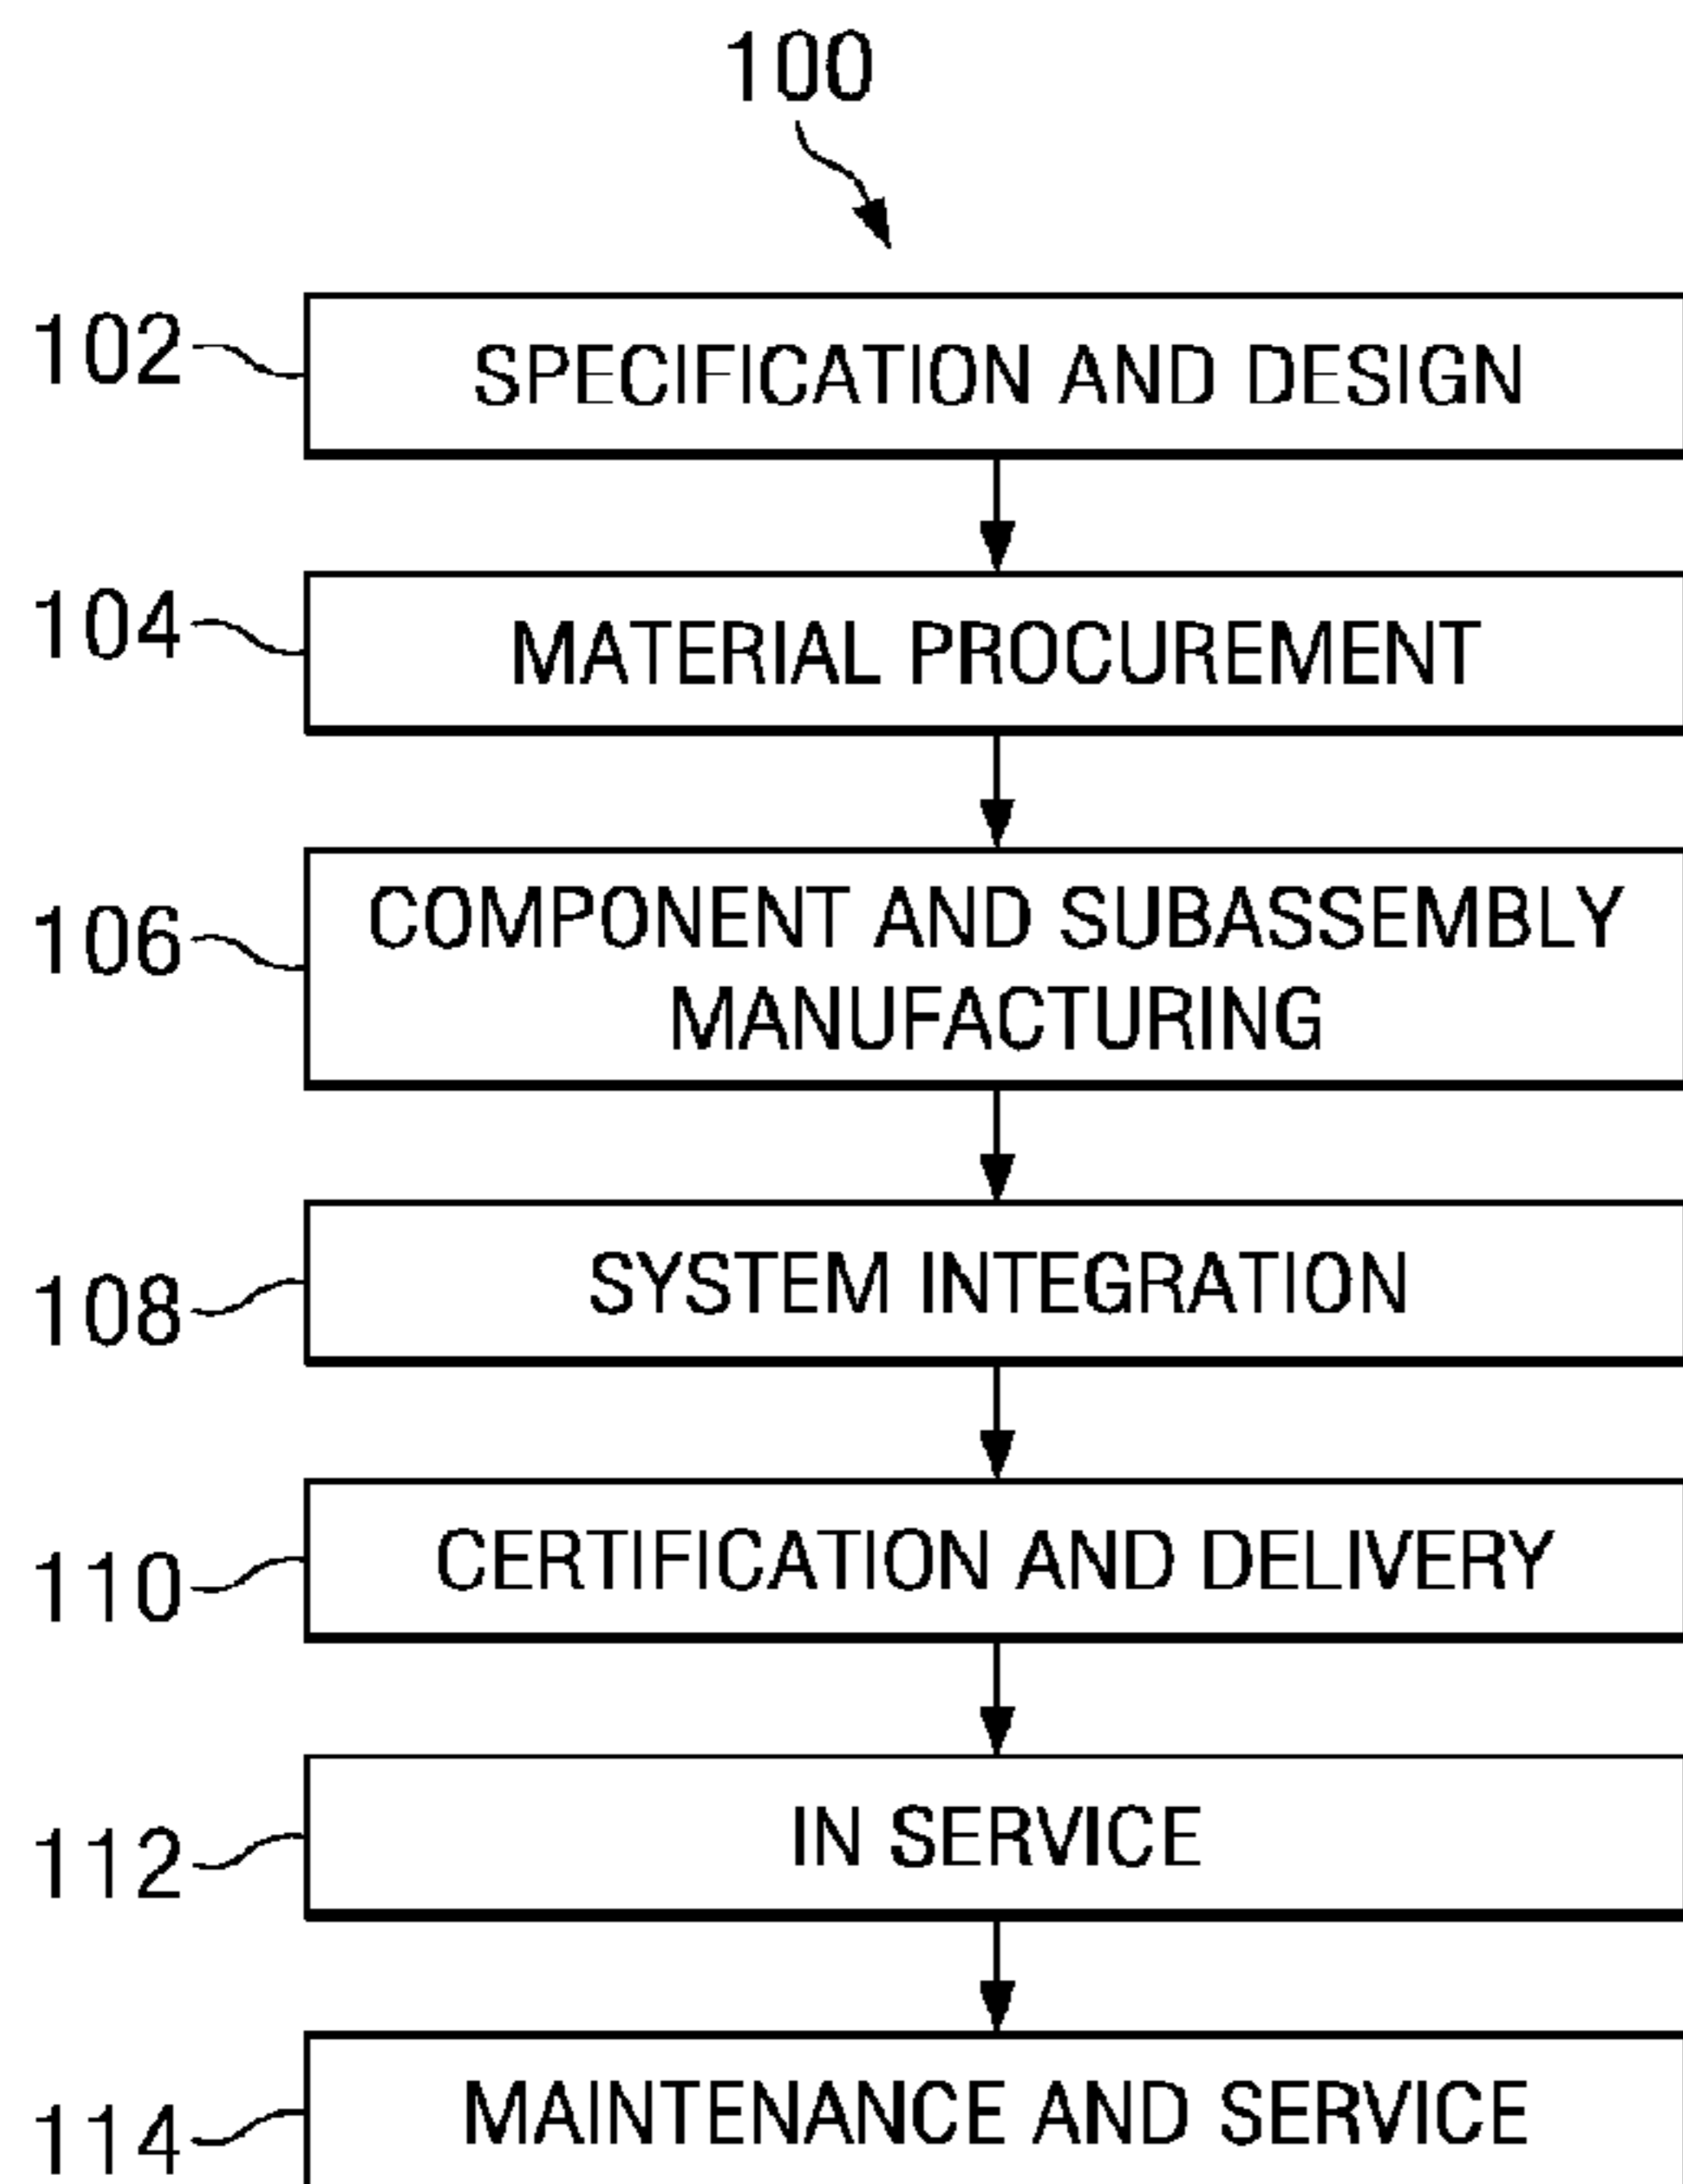 100
102 SPECIFICATION AND DESIGN
104 MATERIAL PROCUREMENT
106 COMPONENT AND SUBASSEMBLY
MANUFACTURING
108 SYSTEM INTEGRATION
110 CERTIFICATION AND DELIVERY
112 IN SERVICE
114 MAINTENANCE AND SERVICE